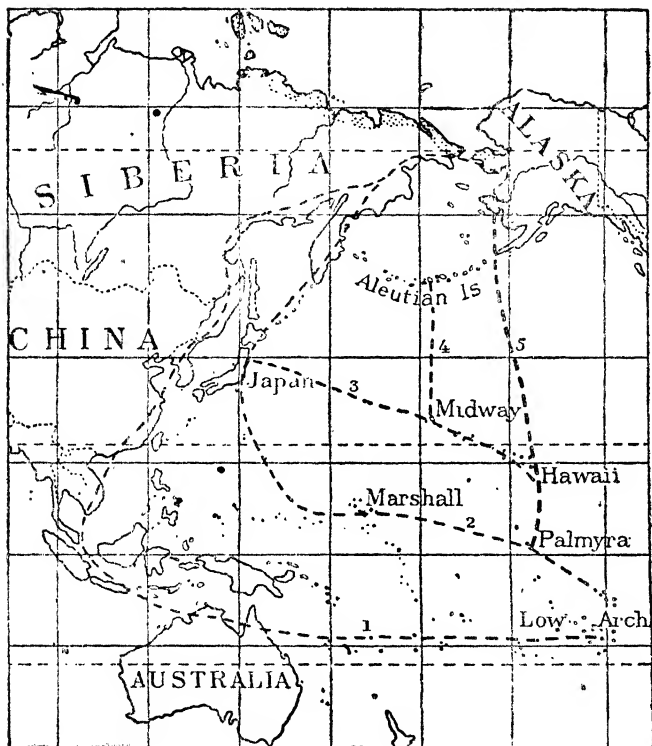 ALASKA
SIBERIA
Aleutian Is
CHINA
4
5
Japan
3
Midway
Hawaii
Marshall
2
Palmyra
1
Low Arch
AUSTRALIA